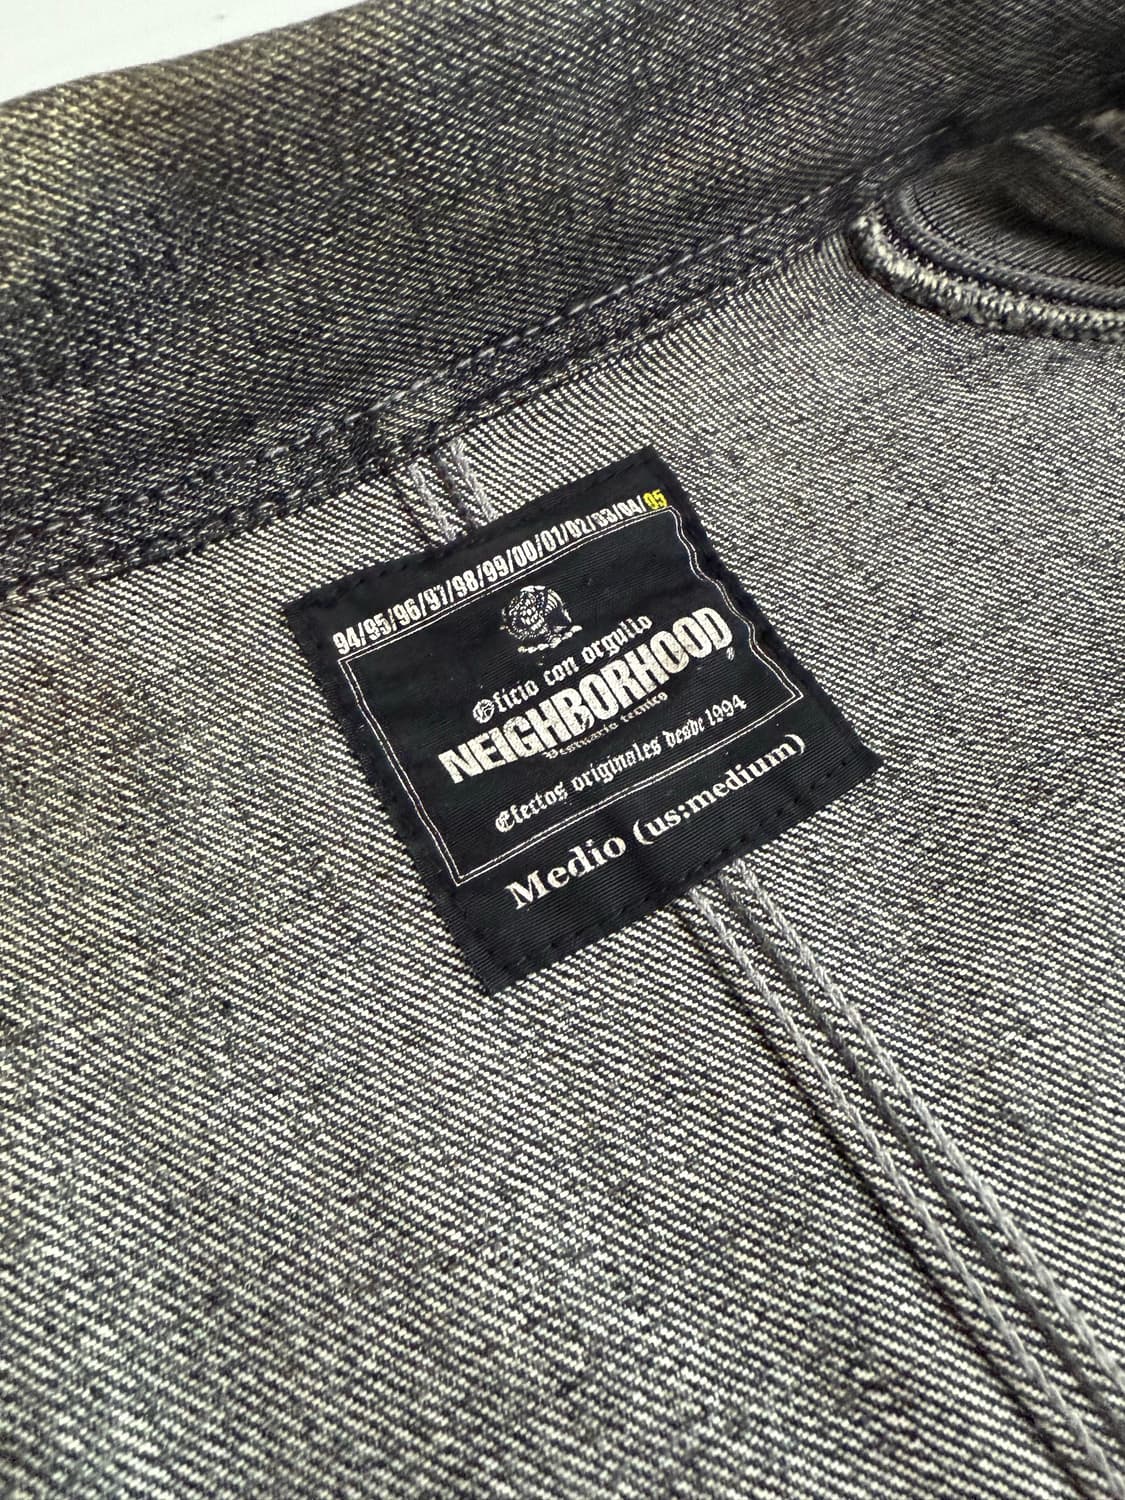 94/95/96/97/98/99/00/01/02/03/04/05
Oficio con orgullo
NEIGHBORHOOD
Vestuario tecnico
Efectos originales desde 1994
Medio (us:medium)